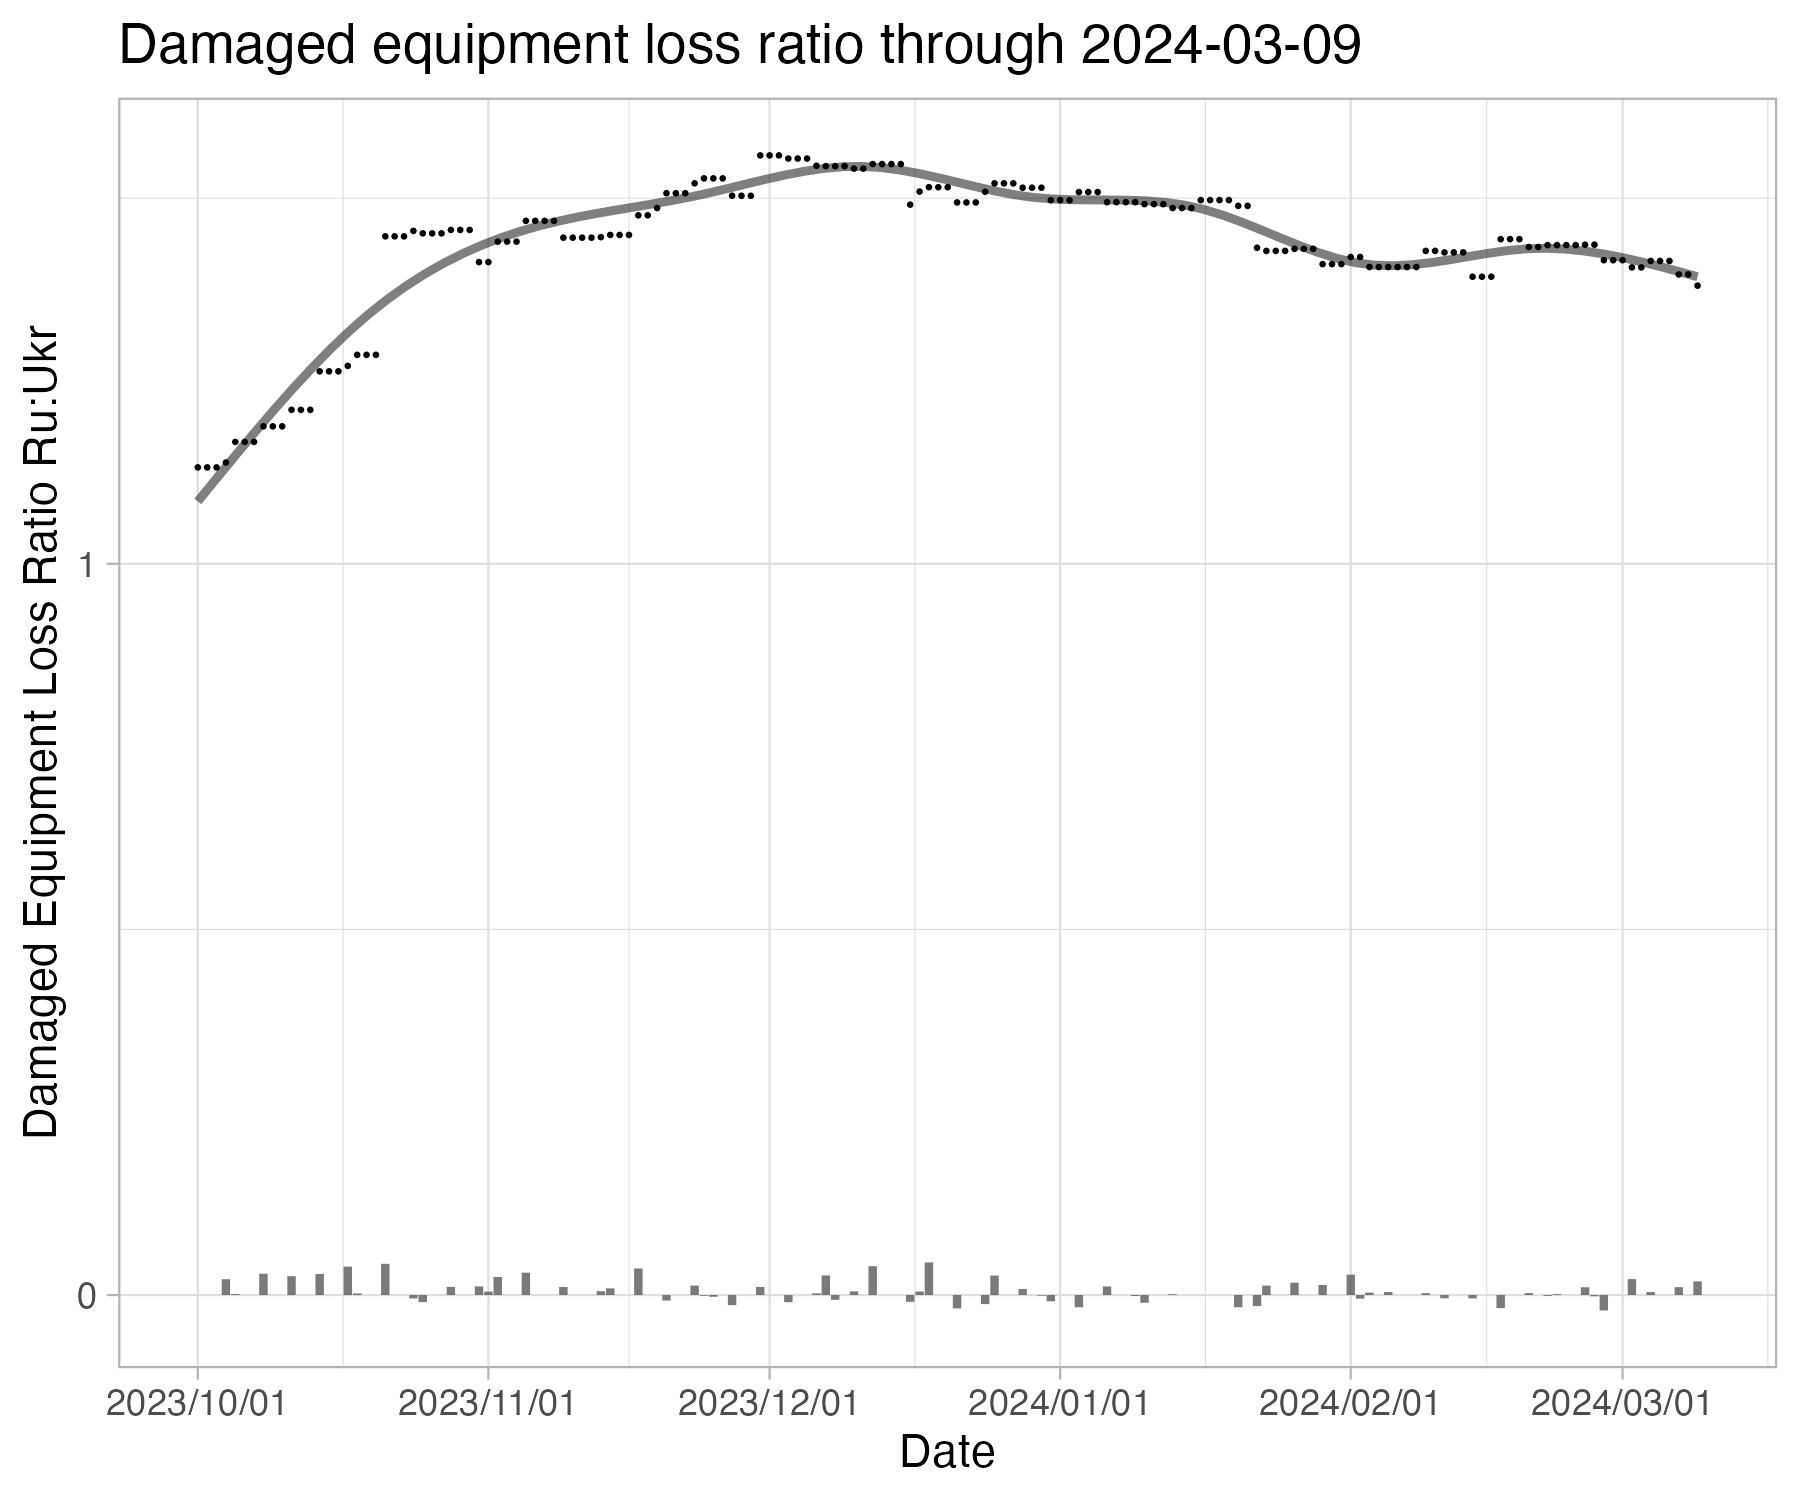 Damaged equipment loss ratio through 2024-03-09
Damaged Equipment Loss Ratio Ru:Ukr
1
0
2023/10/01 2023/11/01 2023/12/01 2024/01/01 2024/02/01 2024/03/01
Date